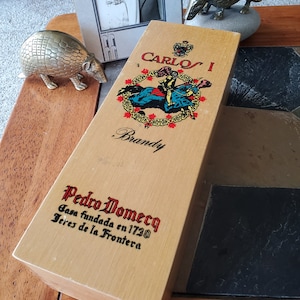 CARLOS I
Brandy
Pedro Domecq
Casa fundada en 1730
Jerez de la Frontera